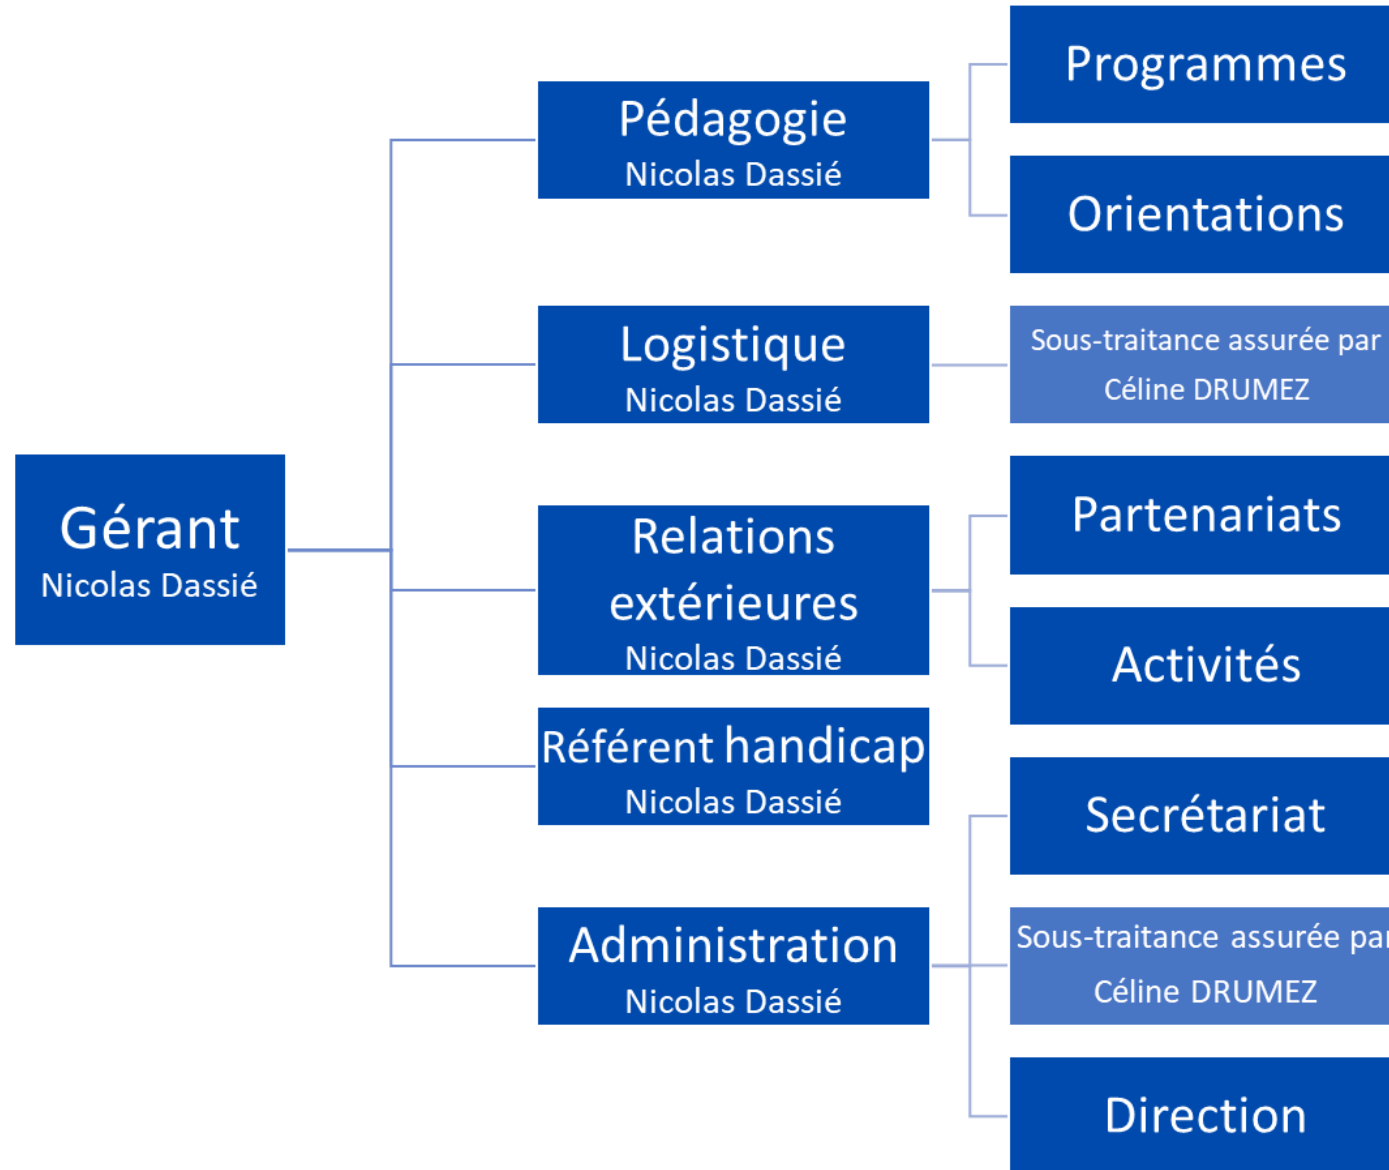 Gérant
Nicolas Dassié
Pédagogie
Nicolas Dassié
Programmes
Orientations
Logistique
Nicolas Dassié
Sous-traitance assurée par
Céline DRUMEZ
Relations
extérieures
Nicolas Dassié
Partenariats
Activités
Référent handicap
Nicolas Dassié
Administration
Nicolas Dassié
Secrétariat
Sous-traitance assurée par
Céline DRUMEZ
Direction